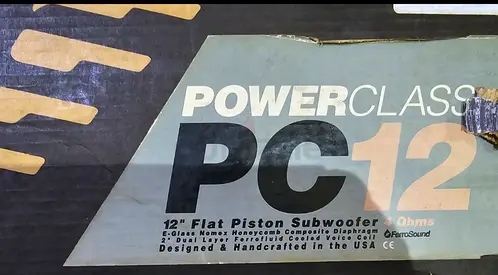 POWERCLASS
PC12
12" Flat Piston Subwoofer 4 Ohms
E-Glass Nomex Honeycomb Composite Diaphragm
2" Dual Layer Ferrofluid Cooled Voice Coil
FerroSound
Designed & Handcrafted in the USA CE